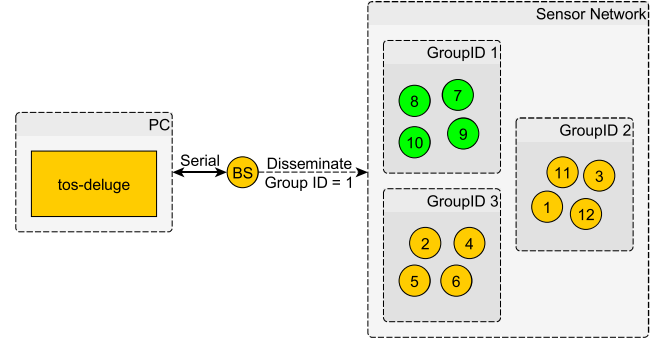 PC
tos-deluge
Serial
BS
Disseminate
Group ID = 1
Sensor Network
GroupID 1
8
7
10
9
GroupID 2
11
3
1
12
GroupID 3
2
4
5
6